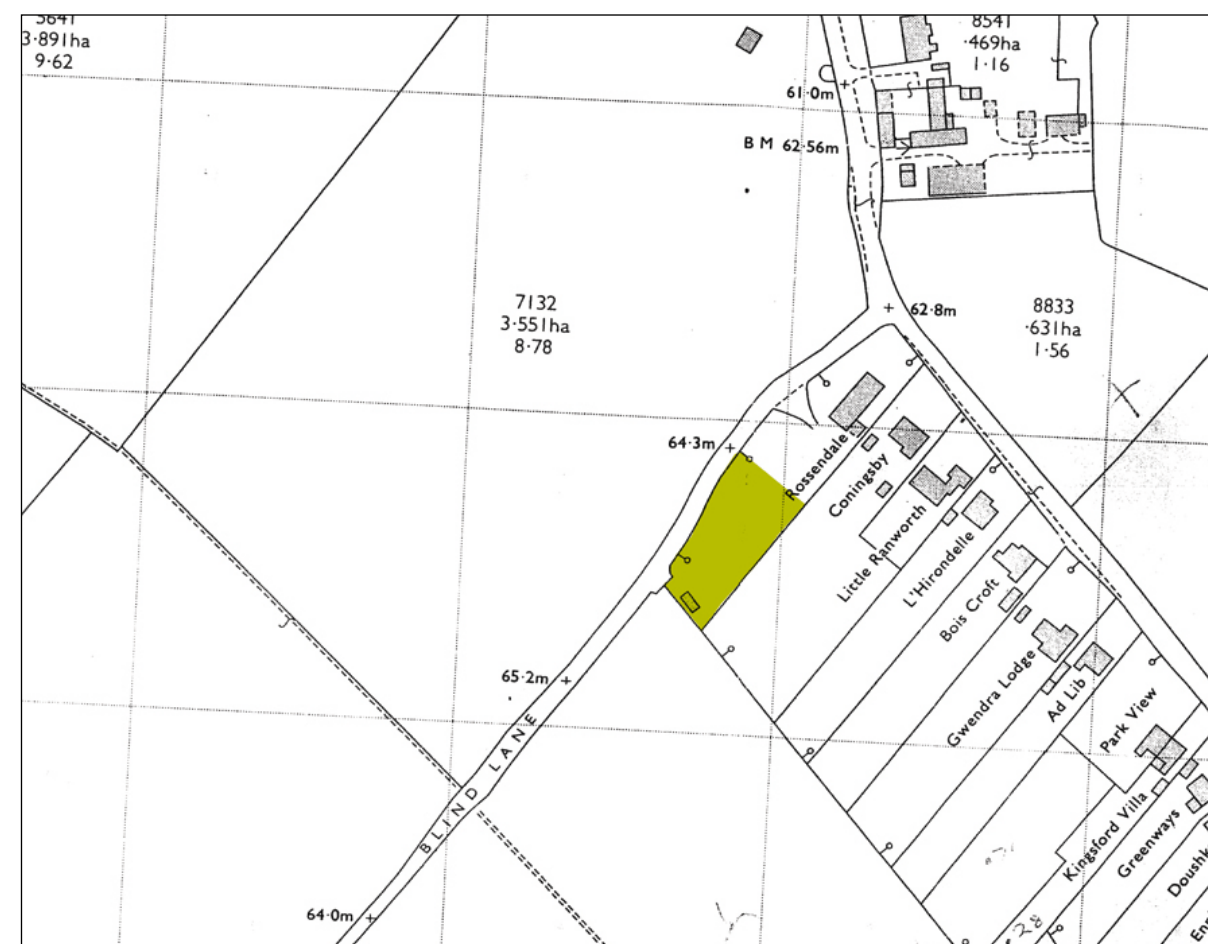 5641
3·891ha
9·62
8541
·469ha
1·16
61·0m
B M 62·56m
7132
3·551ha
8·78
62·8m
8833
·631ha
1·56
64·3m
Rossendale
Coningsby
Little Ranworth
L'Hirondelle
Bois Croft
Gwendra Lodge
Ad Lib
Park View
Kingsford Villa
Greenways
65·2m
BLIND LANE
64·0m